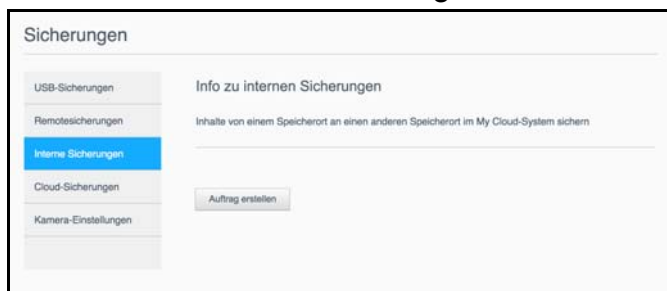 Sicherungen
USB-Sicherungen
Remotesicherungen
Interne Sicherungen
Cloud-Sicherungen
Kamera-Einstellungen
Info zu internen Sicherungen
Inhalte von einem Speicherort an einen anderen Speicherort im My Cloud-System sichern
Auftrag erstellen